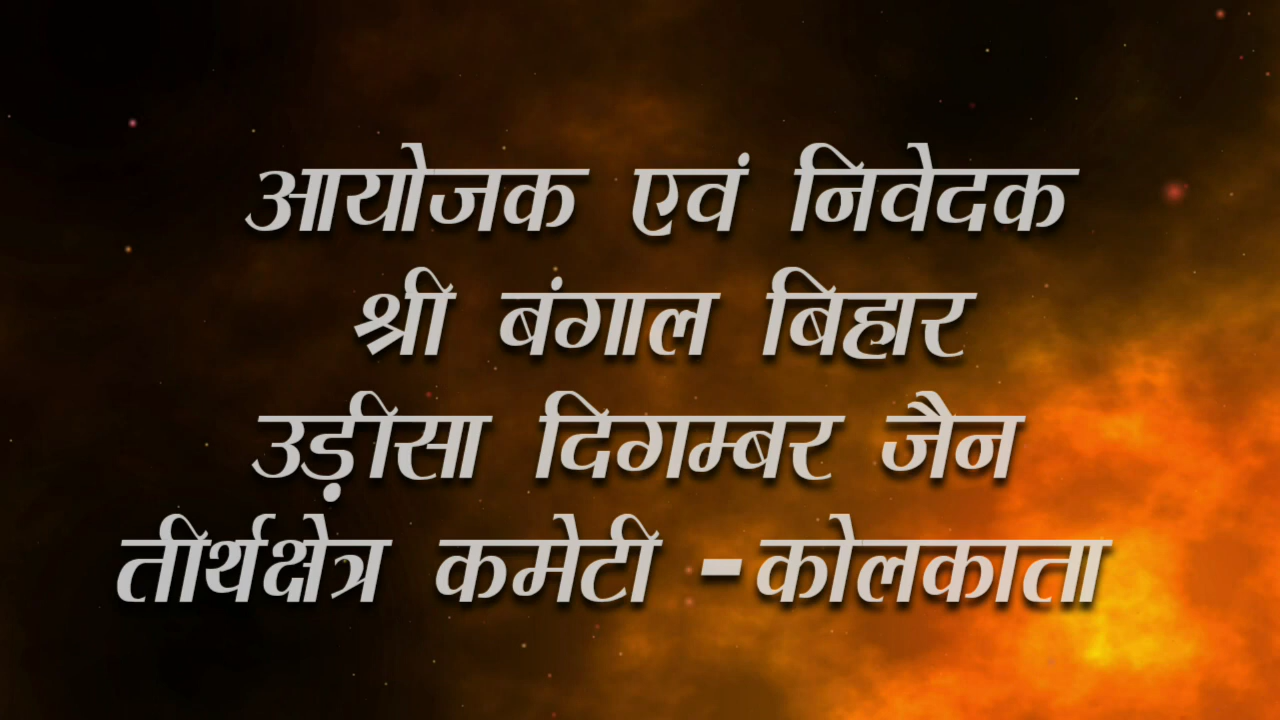 आयोजक एवं निवेदक
श्री बंगाल बिहार
उड़ीसा दिगम्बर जैन
तीर्थक्षेत्र कमेटी - कोलकाता